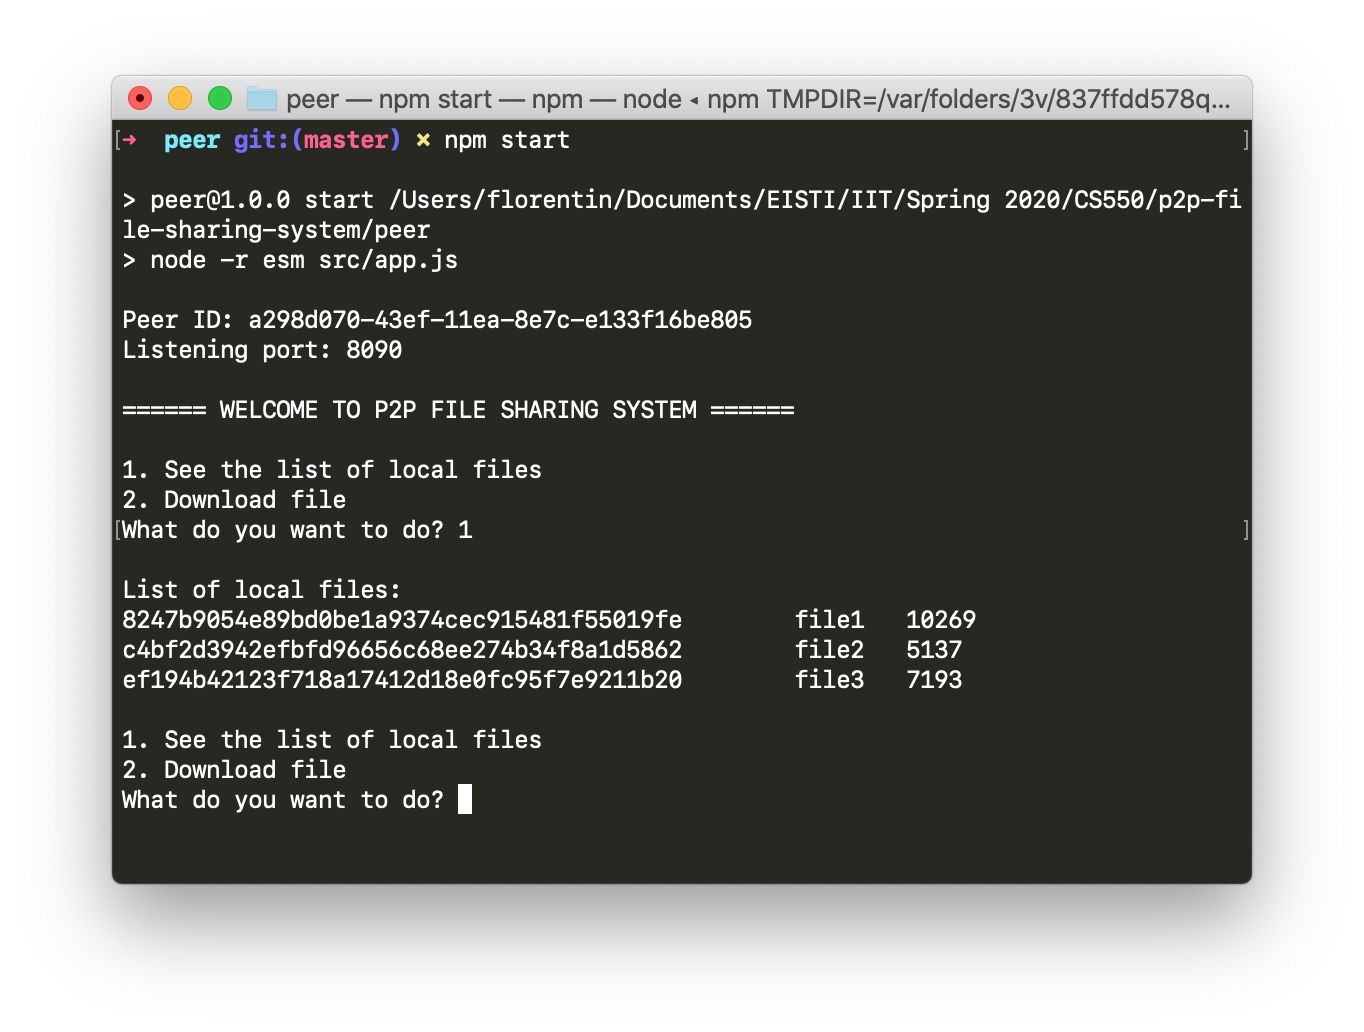 peer — npm start — npm — node ◂ npm TMPDIR=/var/folders/3v/837ffdd578q...
[➜  peer git:(master) ✗ npm start ]
> peer@1.0.0 start /Users/florentin/Documents/EISTI/IIT/Spring 2020/CS550/p2p-fi
le-sharing-system/peer
> node -r esm src/app.js
Peer ID: a298d070-43ef-11ea-8e7c-e133f16be805
Listening port: 8090
====== WELCOME TO P2P FILE SHARING SYSTEM ======
1. See the list of local files
2. Download file
[What do you want to do? 1 ]
List of local files:
8247b9054e89bd0be1a9374cec915481f55019fe        file1   10269
c4bf2d3942efbfd96656c68ee274b34f8a1d5862        file2   5137
ef194b42123f718a17412d18e0fc95f7e9211b20        file3   7193
1. See the list of local files
2. Download file
What do you want to do?